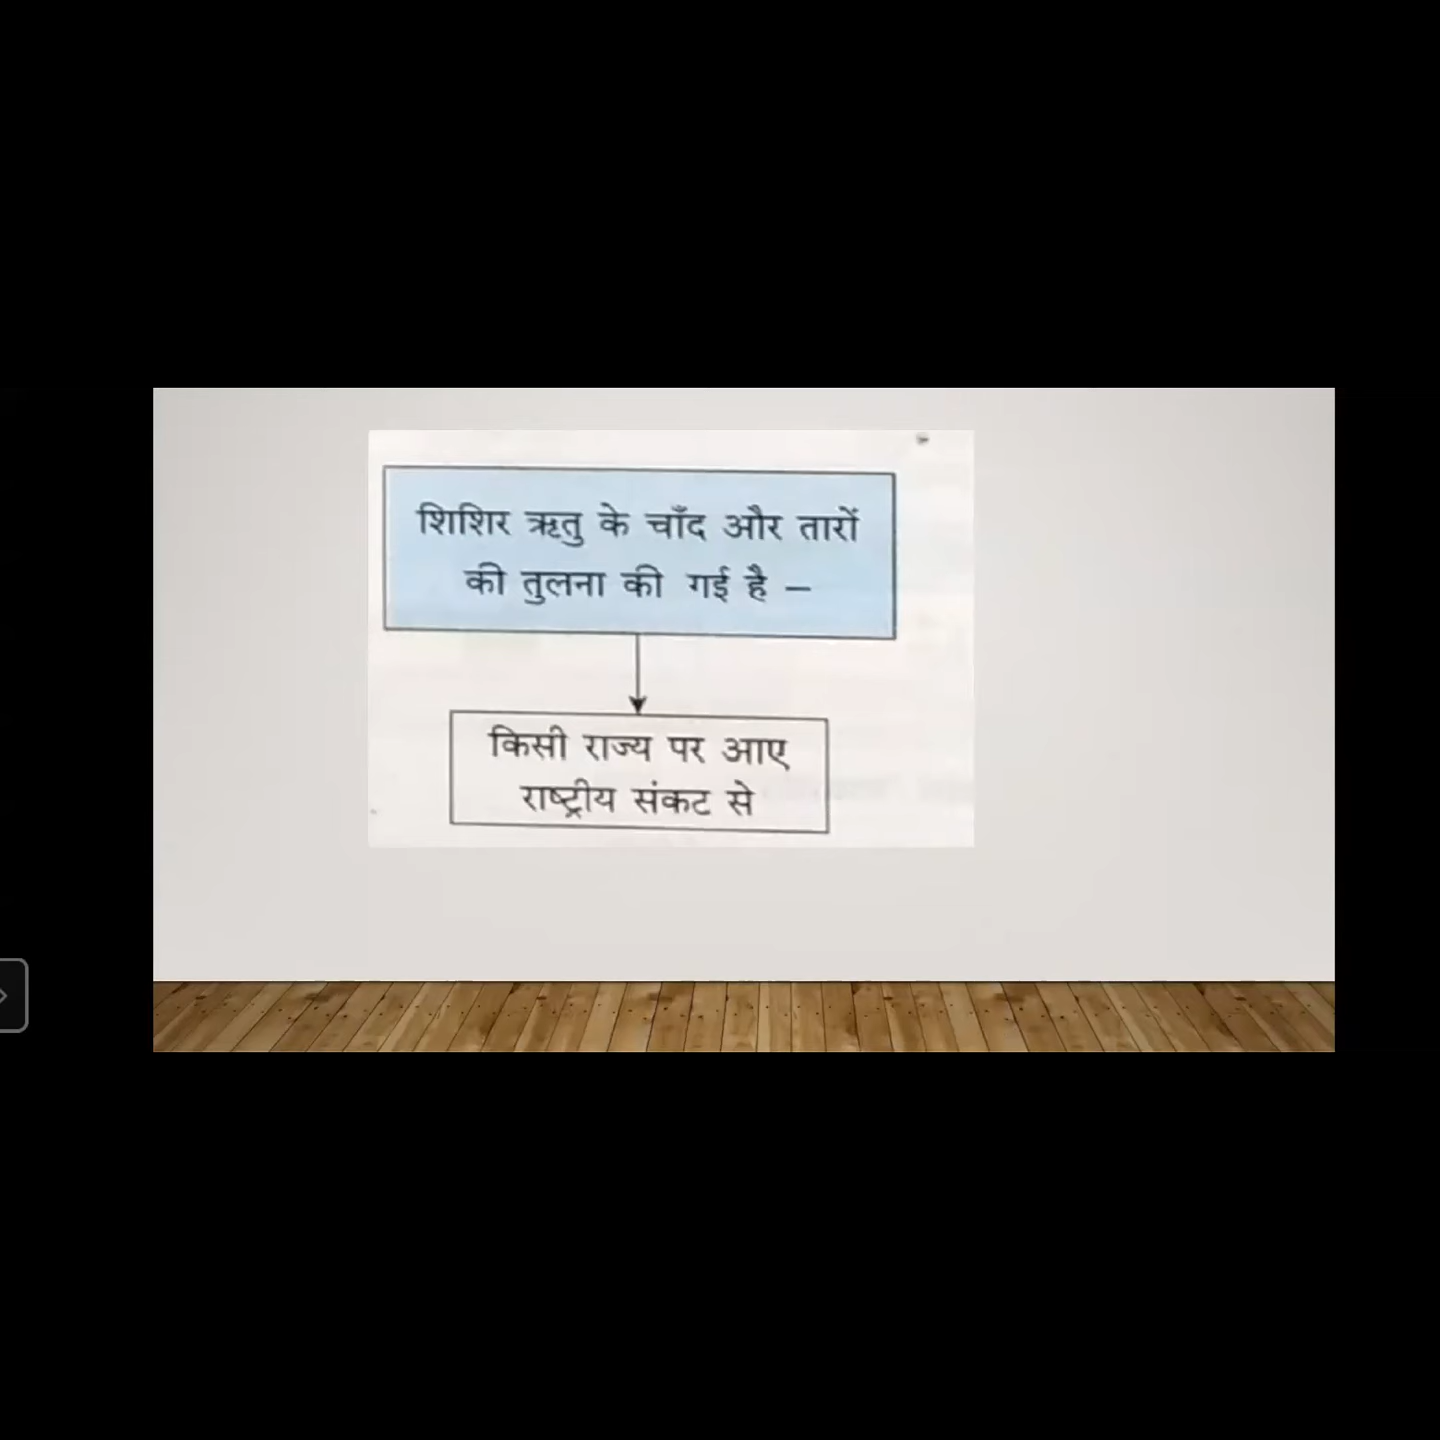 शिशिर ऋतु के चाँद और तारों
की तुलना की गई है –
किसी राज्य पर आए
राष्ट्रीय संकट से